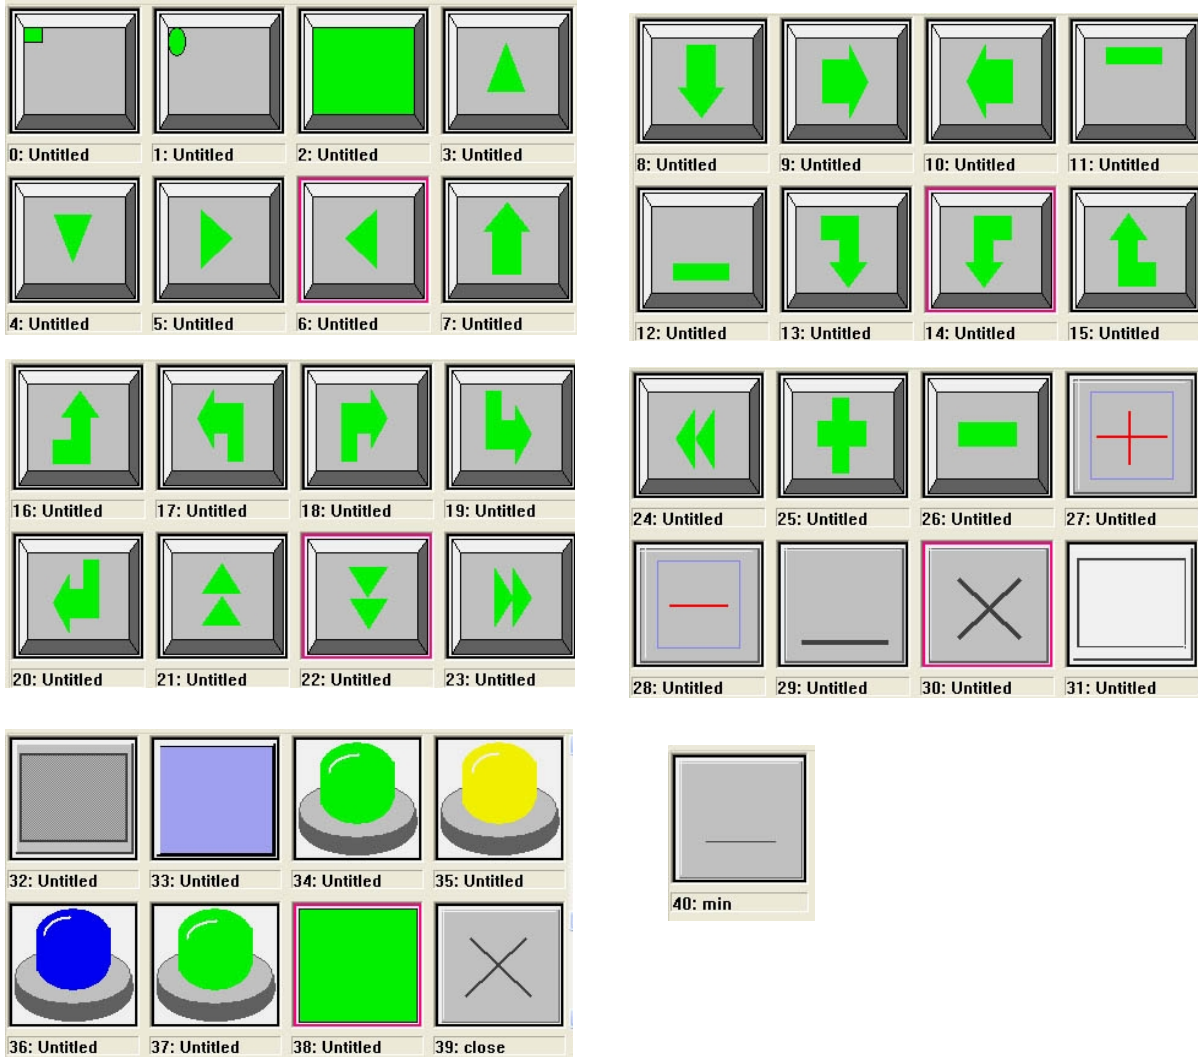 0: Untitled
1: Untitled
2: Untitled
3: Untitled
4: Untitled
5: Untitled
6: Untitled
7: Untitled
8: Untitled
9: Untitled
10: Untitled
11: Untitled
12: Untitled
13: Untitled
14: Untitled
15: Untitled
16: Untitled
17: Untitled
18: Untitled
19: Untitled
20: Untitled
21: Untitled
22: Untitled
23: Untitled
24: Untitled
25: Untitled
26: Untitled
27: Untitled
28: Untitled
29: Untitled
30: Untitled
31: Untitled
32: Untitled
33: Untitled
34: Untitled
35: Untitled
36: Untitled
37: Untitled
38: Untitled
39: close
40: min